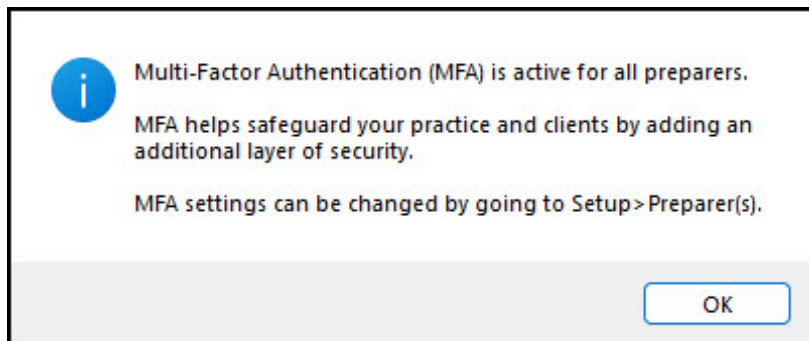 Multi-Factor Authentication (MFA) is active for all preparers.
MFA helps safeguard your practice and clients by adding an
additional layer of security.
MFA settings can be changed by going to Setup>Preparer(s).
OK